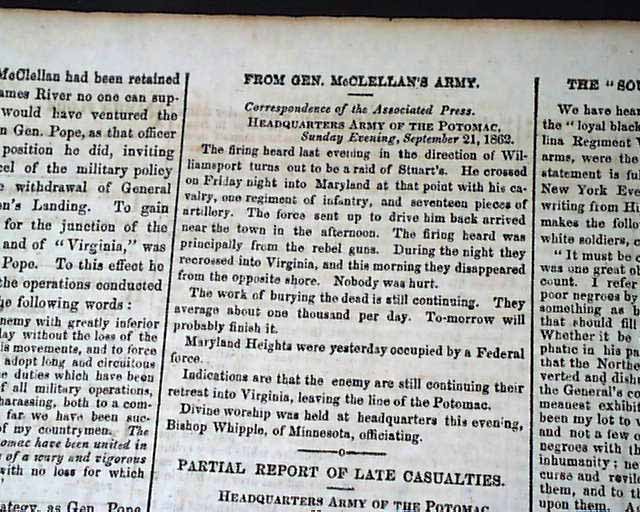 McClellan had been retained
James River no one can sup-
would have ventured the
n Gen. Pope, as that officer
position he did, inviting
cel of the military policy
e withdrawal of General
on's Landing. To gain
for the junction of the
and of "Virginia," was
Pope. To this effect he
the operations conducted
he following words:
enemy with greatly inferior
lay without the loss of the
is movements, and to force
adopt long and circuitous
e duties which have been
f all military operations,
harassing, both to a com-
far we have been suc-
of my countrymen. The
tomac have been united in
of a wary and vigorous
with no loss for which
rategy, as Gen. Pope
FROM GEN. McCLELLAN'S ARMY.
Correspondence of the Associated Press.
HEADQUARTERS ARMY OF THE POTOMAC,
Sunday Evening, September 21, 1862.
The firing heard last evening in the direction of Wil-
liamsport turns out to be a raid of Stuart's. He crossed
on Friday night into Maryland at that point with his ca-
valry, one regiment of infantry, and seventeen pieces of
artillery. The force sent up to drive him back arrived
near the town in the afternoon. The firing heard was
principally from the rebel guns. During the night they
recrossed into Virginia, and this morning they disappeared
from the opposite shore. Nobody was hurt.
The work of burying the dead is still continuing. They
average about one thousand per day. To-morrow will
probably finish it.
Maryland Heights were yesterday occupied by a Federal
force.
Indications are that the enemy are still continuing their
retreat into Virginia, leaving the line of the Potomac.
Divine worship was held at headquarters this evening,
Bishop Whipple, of Minnesota, officiating.
PARTIAL REPORT OF LATE CASUALTIES.
HEADQUARTERS ARMY OF THE POTOMAC,
THE "SOU
We have hear
the "loyal black
lina Regiment V
arms, were the
statement is ful
New York Eve
writing from Hi
makes the follo
white soldiers, o
"It must be c
was one great o
count. I refer
poor negroes by
something as b
that should fill
Whether it be
phatic in his pa
that the Northe
verted and dish
the General's co
meanest exhibit
been my lot to v
and not a few o
negroes with th
inhumanity; ne
curse and revile
them, and to t
upon them. A